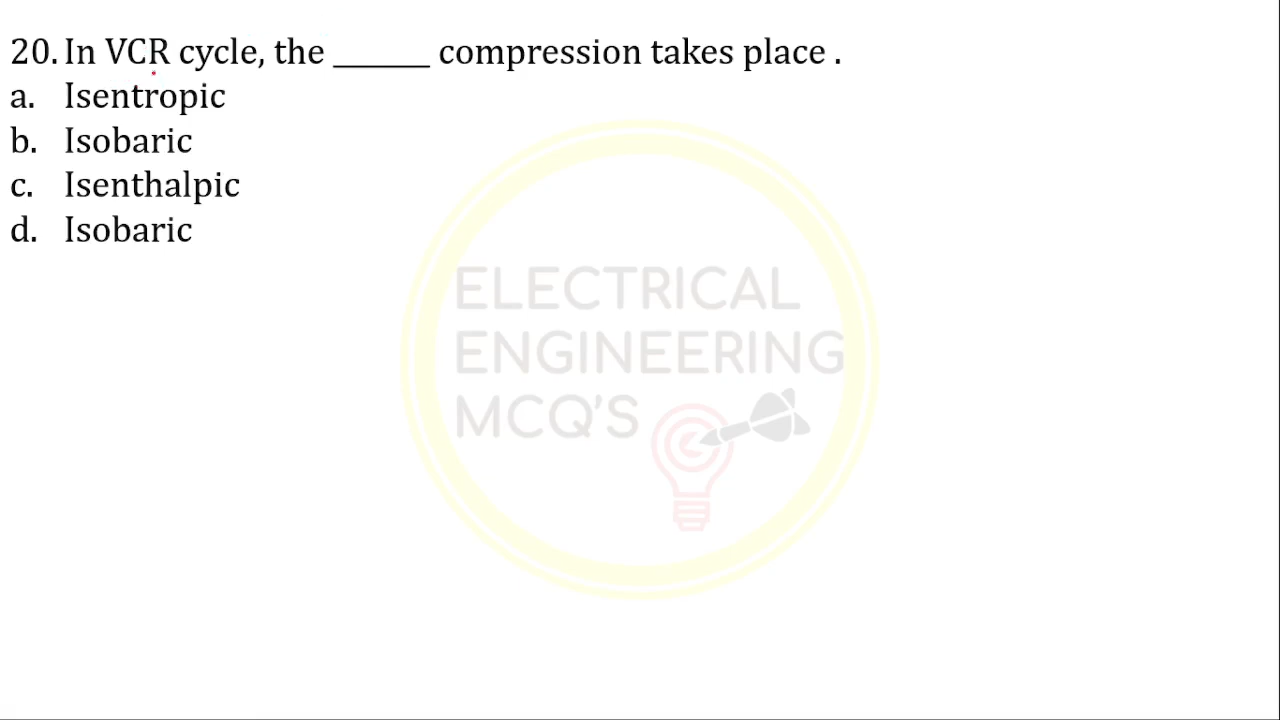 20. In VCR cycle, the ______ compression takes place .
a. Isentropic
b. Isobaric
c. Isenthalpic
d. Isobaric
ELECTRICAL
ENGINEERING
MCQ'S